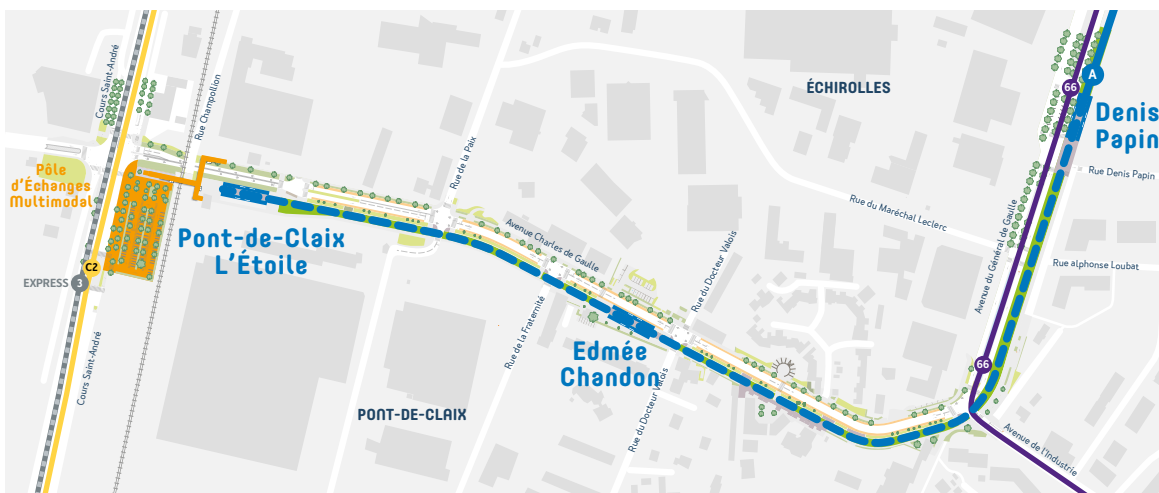 Cours Saint-André
Rue Champollion
Pôle
d'Échanges
Multimodal
C2
EXPRESS 3
Cours Saint-André
Pont-de-Claix
L'Étoile
Rue de la Paix
Avenue Charles de Gaulle
Rue de la Fraternité
PONT-DE-CLAIX
Edmée
Chandon
Rue du Docteur Valois
Rue du Docteur Valois
ÉCHIROLLES
Rue du Maréchal Leclerc
66
A
Denis
Papin
Rue Denis Papin
Avenue du Général de Gaulle
Rue alphonse Loubat
66
Avenue de l'Industrie